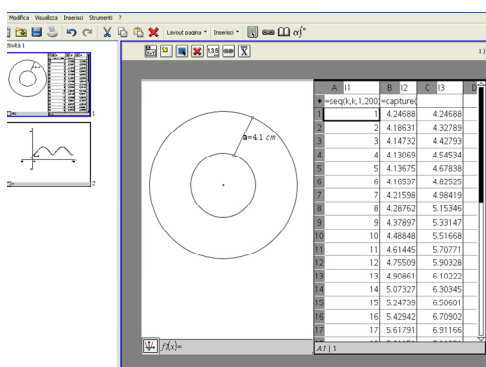 Modifica Visualizza Inserisci Strumenti ?
Layout pagina Inserisci
1
2
1)
a=4.1 cm
A l1 B l2 C l3 D
=seq(k,k,1,200) =capture(
1 1 4.24688 4.24688
2 2 4.18631 4.32789
3 3 4.14732 4.42793
4 4 4.13069 4.54534
5 5 4.13675 4.67838
6 6 4.16537 4.82525
7 7 4.21598 4.98419
8 8 4.28762 5.15346
9 9 4.37897 5.33147
10 10 4.48848 5.51668
11 11 4.61445 5.70771
12 12 4.75509 5.90328
13 13 4.90861 6.10222
14 14 5.07327 6.30345
15 15 5.24739 6.50601
16 16 5.42942 6.70902
17 17 5.61791 6.91166
f1(x)=
A1 | 1